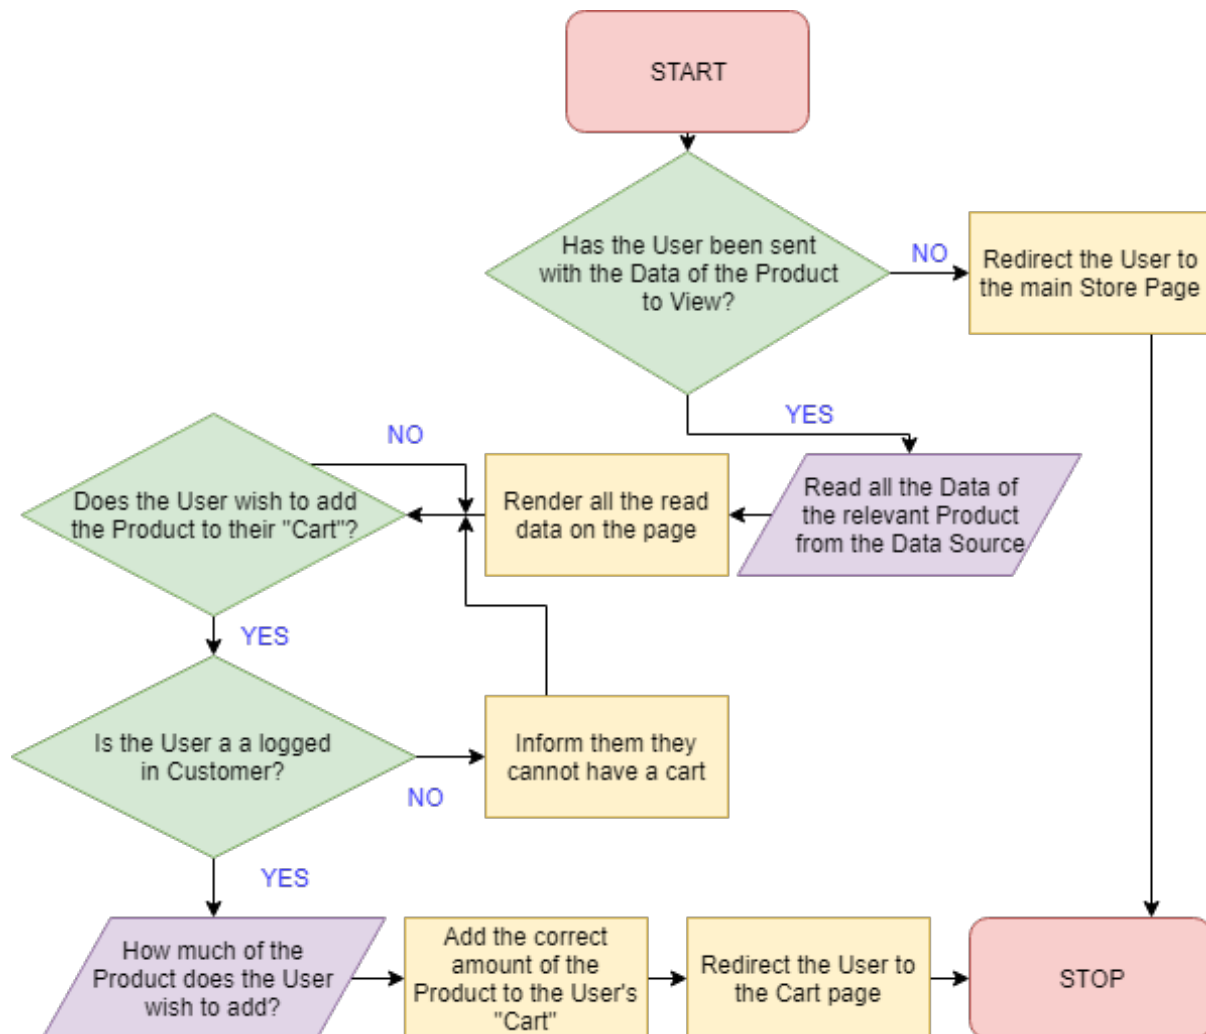 START
Has the User been sent
with the Data of the Product
to View?
NO
Redirect the User to
the main Store Page
YES
Read all the Data of
the relevant Product
from the Data Source
Render all the read
data on the page
NO
Does the User wish to add
the Product to their "Cart"?
YES
Is the User a a logged
in Customer?
NO
Inform them they
cannot have a cart
YES
How much of the
Product does the User
wish to add?
Add the correct
amount of the
Product to the User's
"Cart"
Redirect the User to
the Cart page
STOP